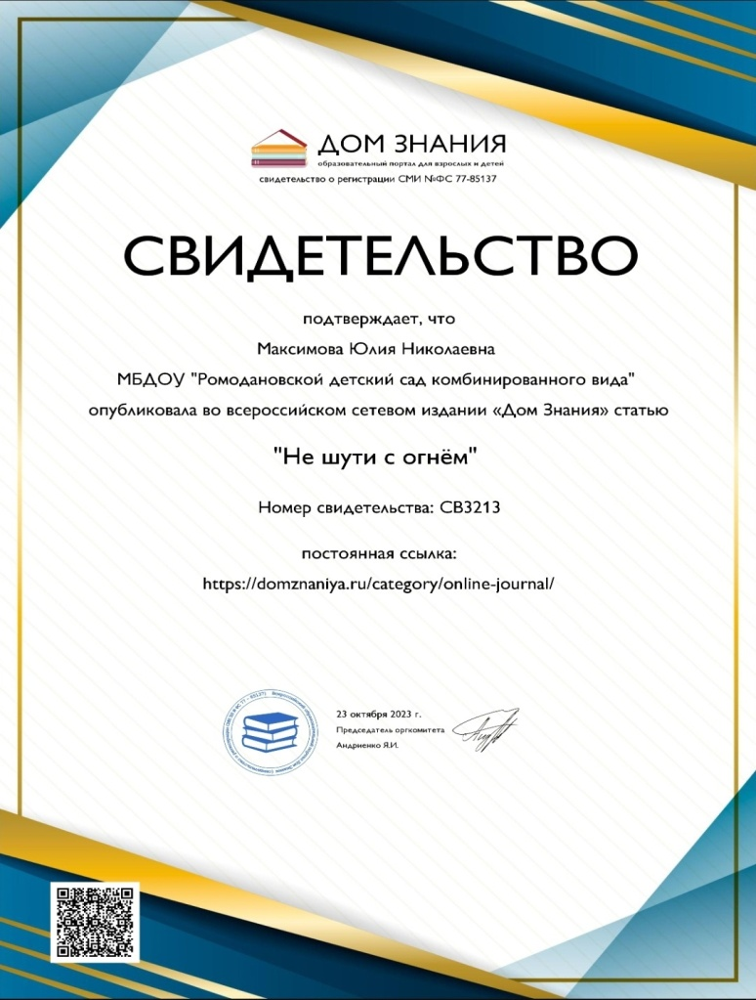 ДОМ ЗНАНИЯ
образовательный портал для взрослых и детей
свидетельство о регистрации СМИ №ФС 77-85137
СВИДЕТЕЛЬСТВО
подтверждает, что
Максимова Юлия Николаевна
МБДОУ "Ромодановской детский сад комбинированного вида"
опубликовала во всероссийском сетевом издании «Дом Знания» статью
"Не шути с огнём"
Номер свидетельства: СВ3213
постоянная ссылка:
https://domznaniya.ru/category/online-journal/
23 октября 2023 г.
Председатель оргкомитета
Андриенко Я.И.